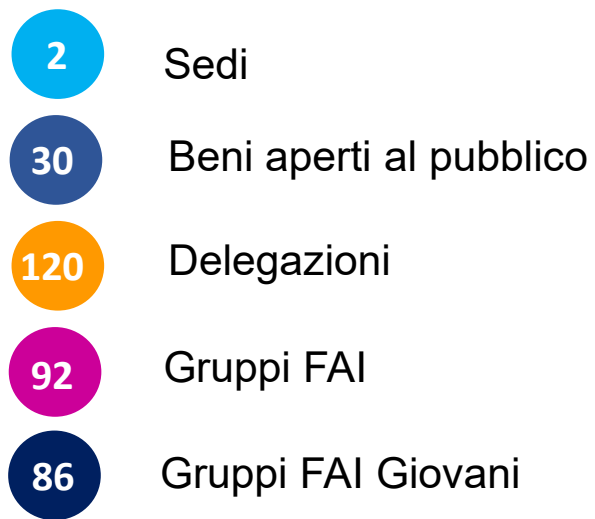 2 Sedi
30 Beni aperti al pubblico
120 Delegazioni
92 Gruppi FAI
86 Gruppi FAI Giovani